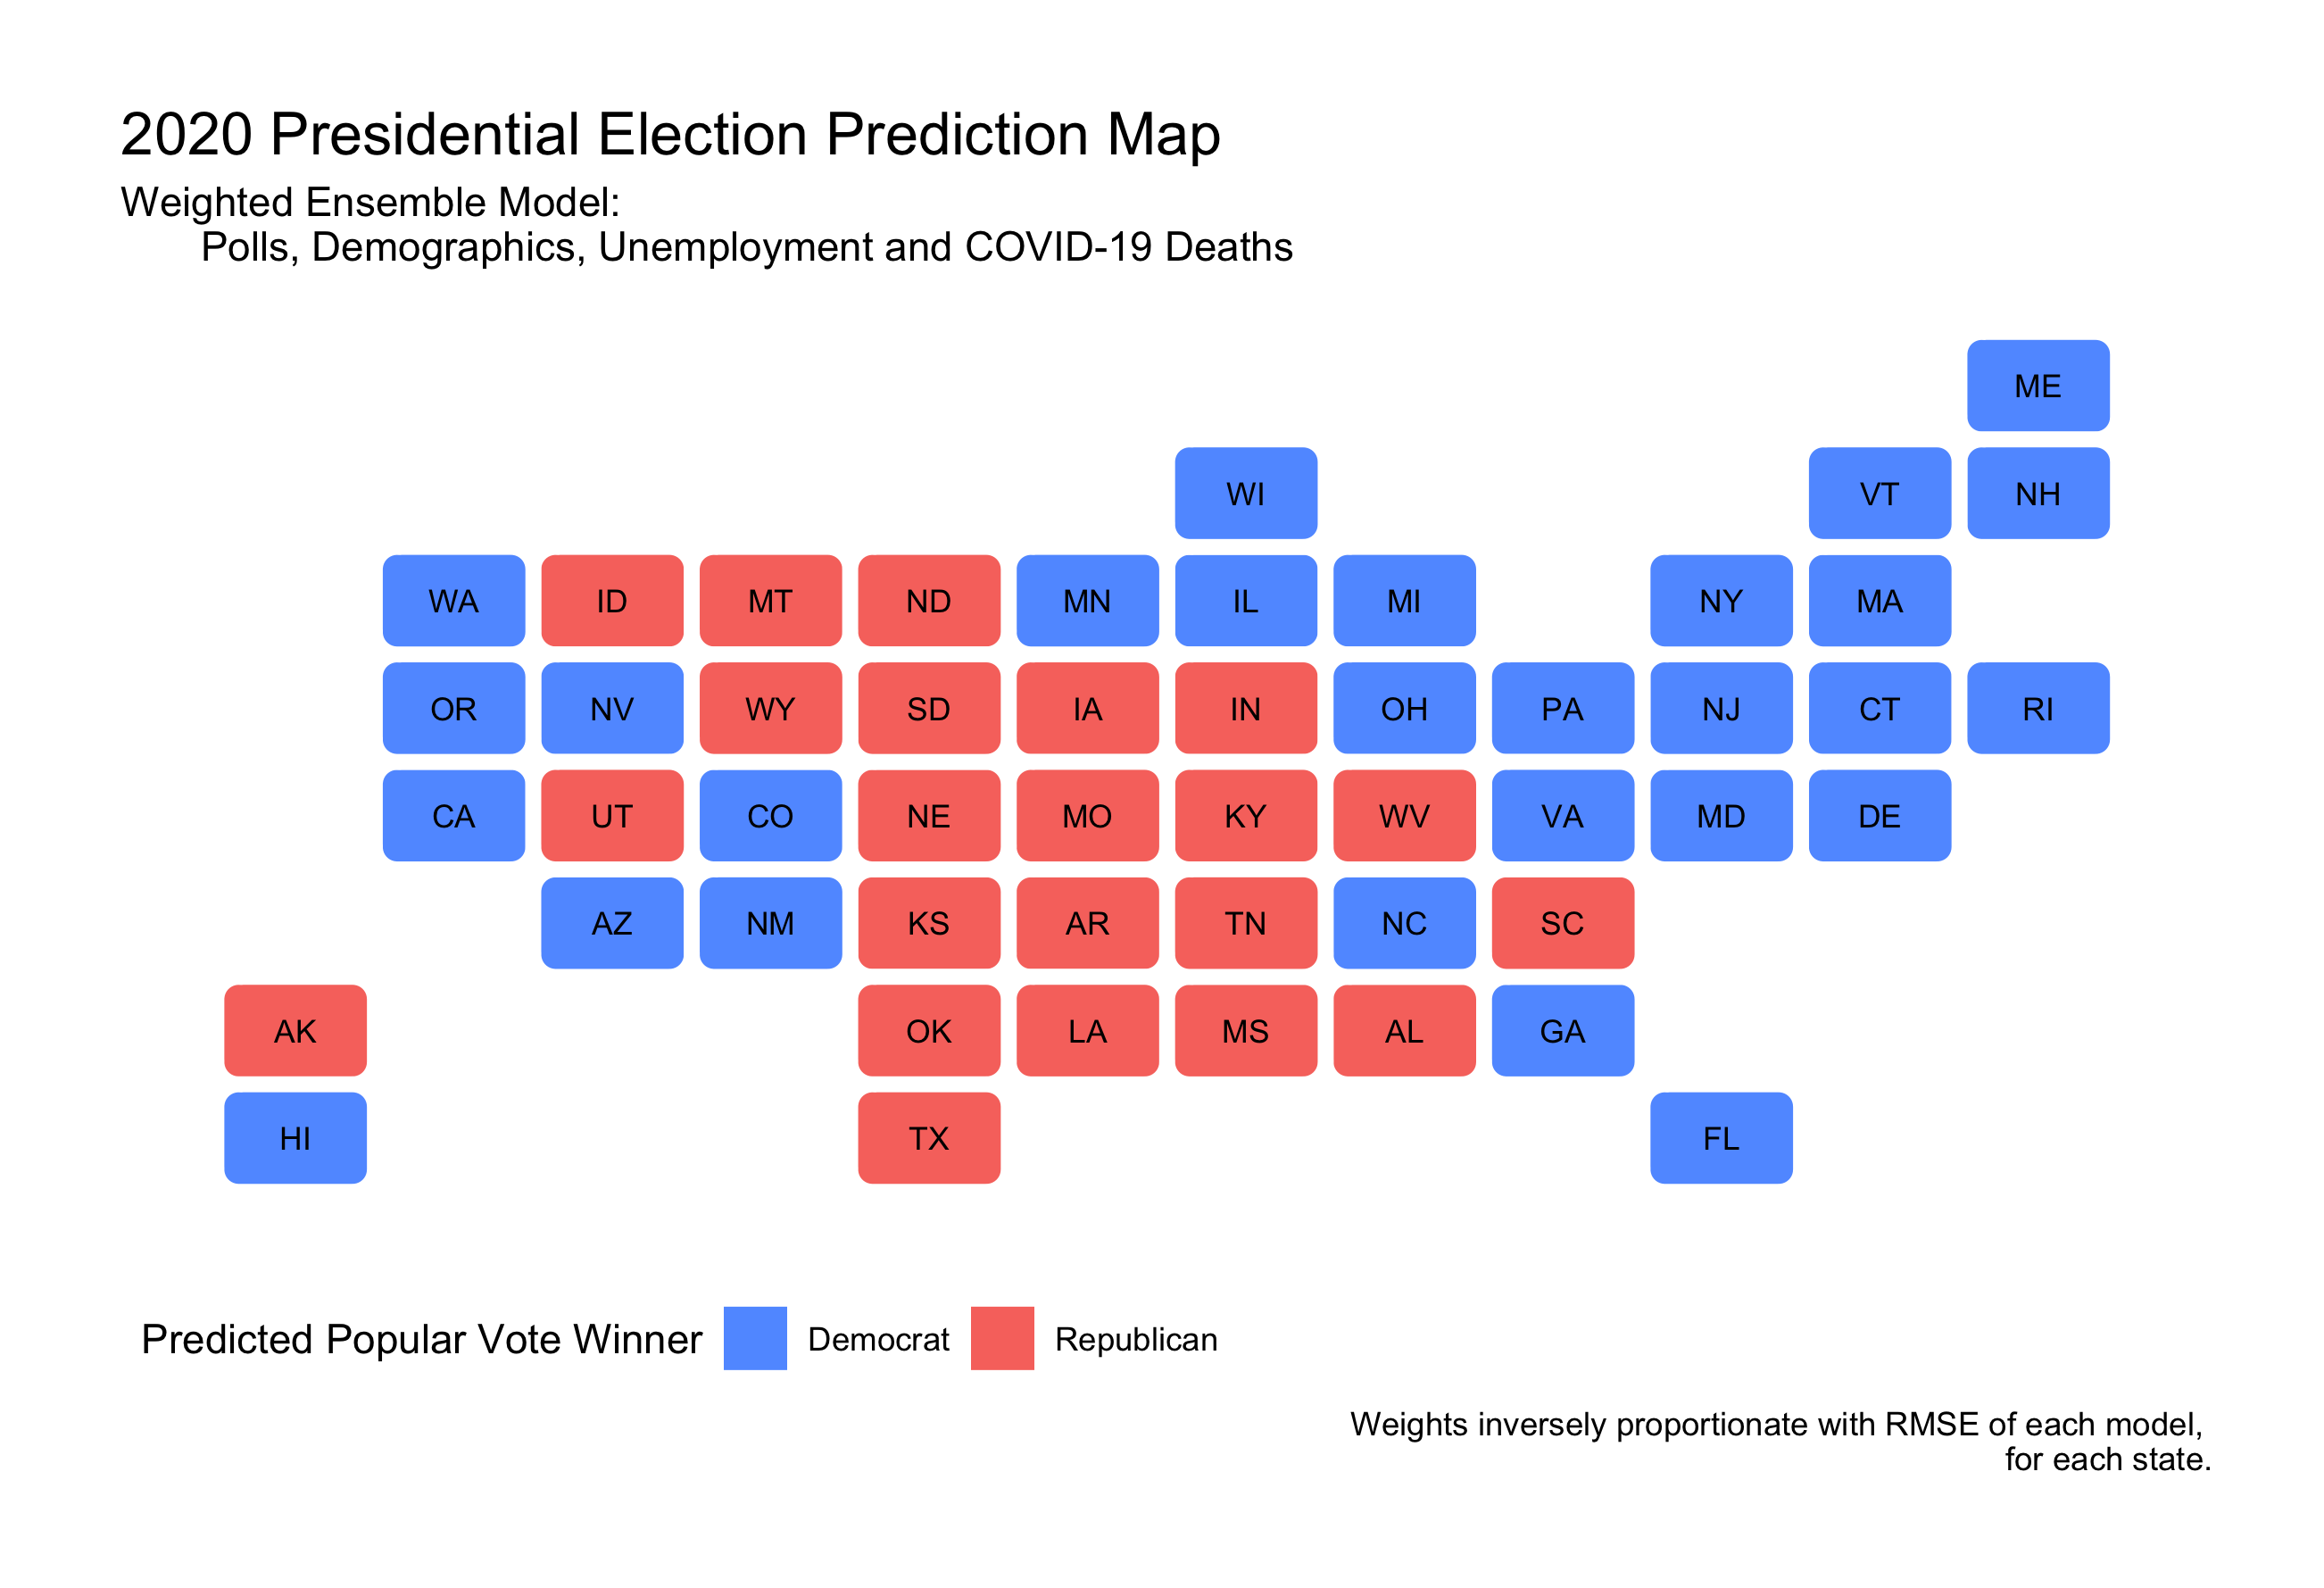 2020 Presidential Election Prediction Map
Weighted Ensemble Model:
Polls, Demographics, Unemployment and COVID-19 Deaths
ME
WI VT NH
WA ID MT ND MN IL MI NY MA
OR NV WY SD IA IN OH PA NJ CT RI
CA UT CO NE MO KY WV VA MD DE
AZ NM KS AR TN NC SC
AK OK LA MS AL GA
HI TX FL
Predicted Popular Vote Winner Democrat Republican
Weights inversely proportionate with RMSE of each model,
for each state.